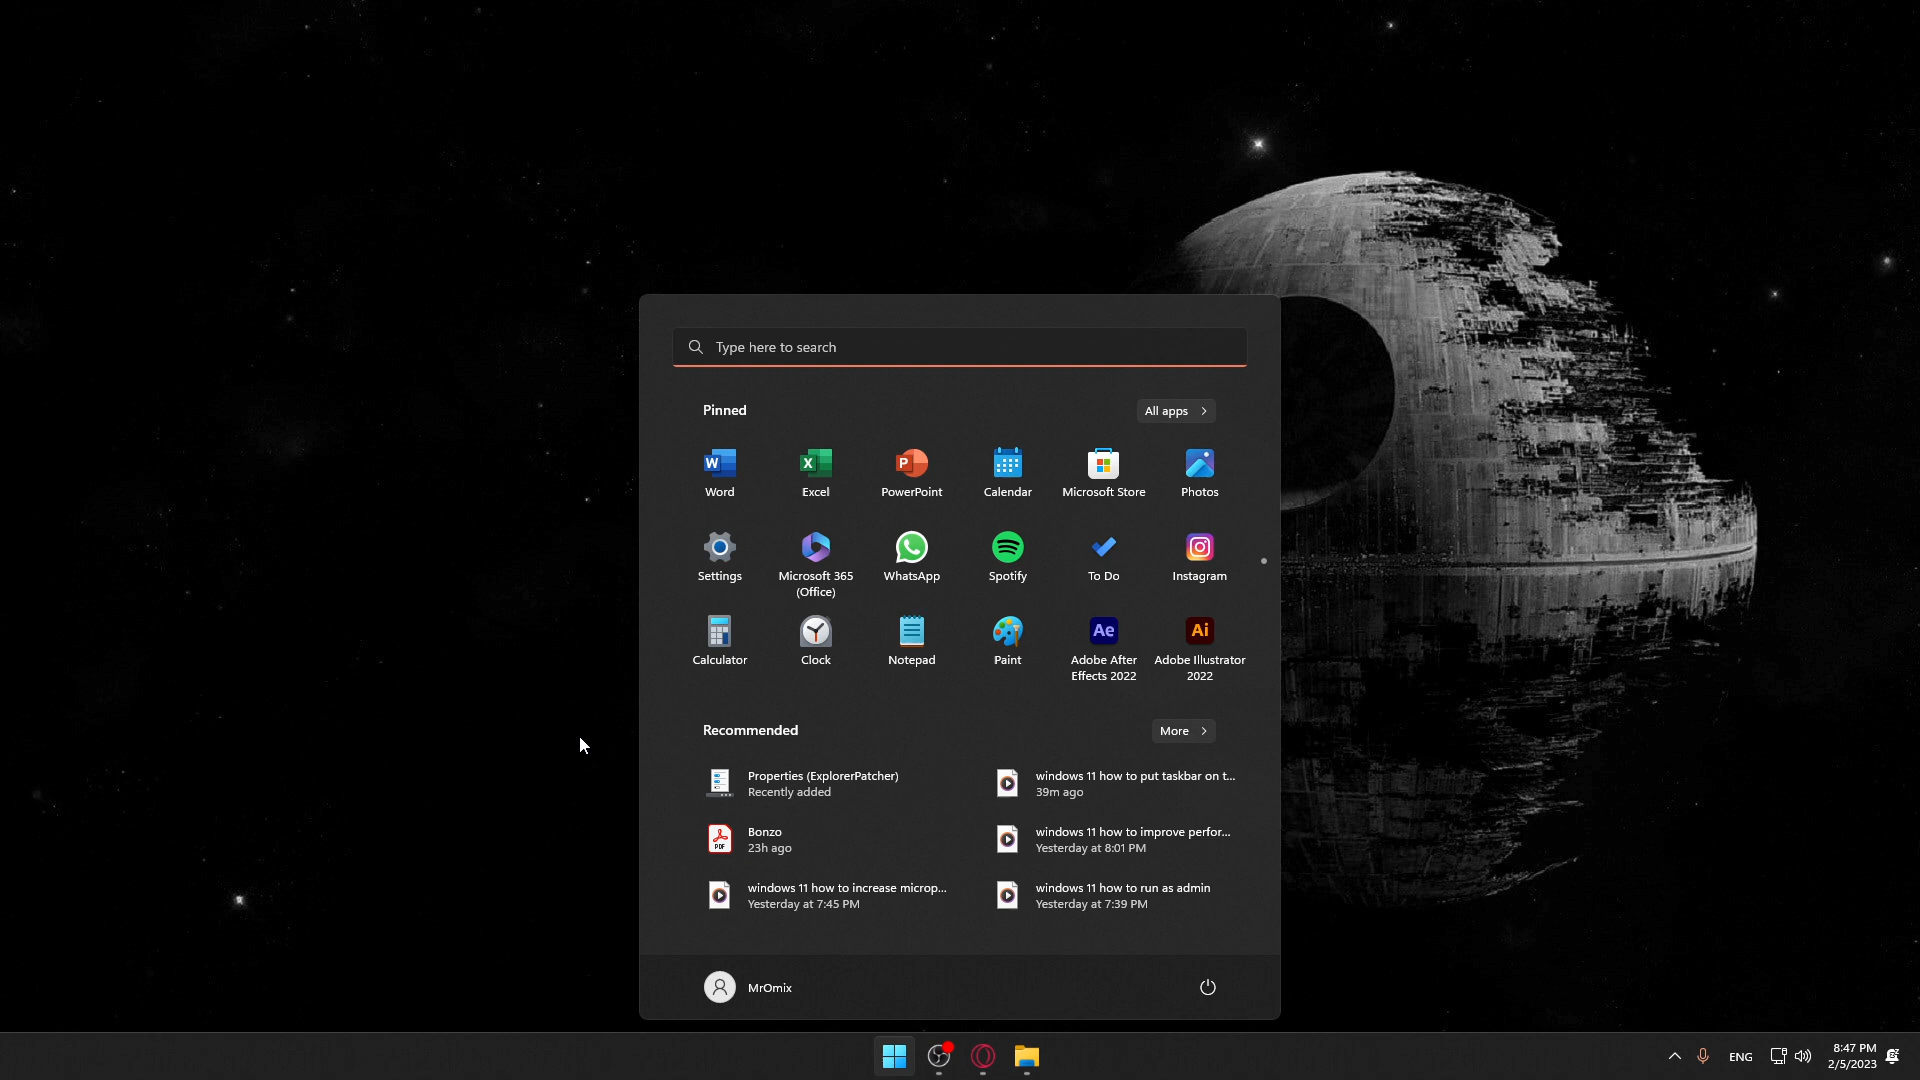 Type here to search
Pinned
All apps
Word
Excel
PowerPoint
Calendar
Microsoft Store
Photos
Settings
Microsoft 365
(Office)
WhatsApp
Spotify
To Do
Instagram
Calculator
Clock
Notepad
Paint
Adobe After
Effects 2022
Adobe Illustrator
2022
Recommended
More
Properties (ExplorerPatcher)
Recently added
windows 11 how to put taskbar on t...
39m ago
Bonzo
23h ago
windows 11 how to improve perfor...
Yesterday at 8:01 PM
windows 11 how to increase microp...
Yesterday at 7:45 PM
windows 11 how to run as admin
Yesterday at 7:39 PM
MrOmix
ENG
8:47 PM
2/5/2023